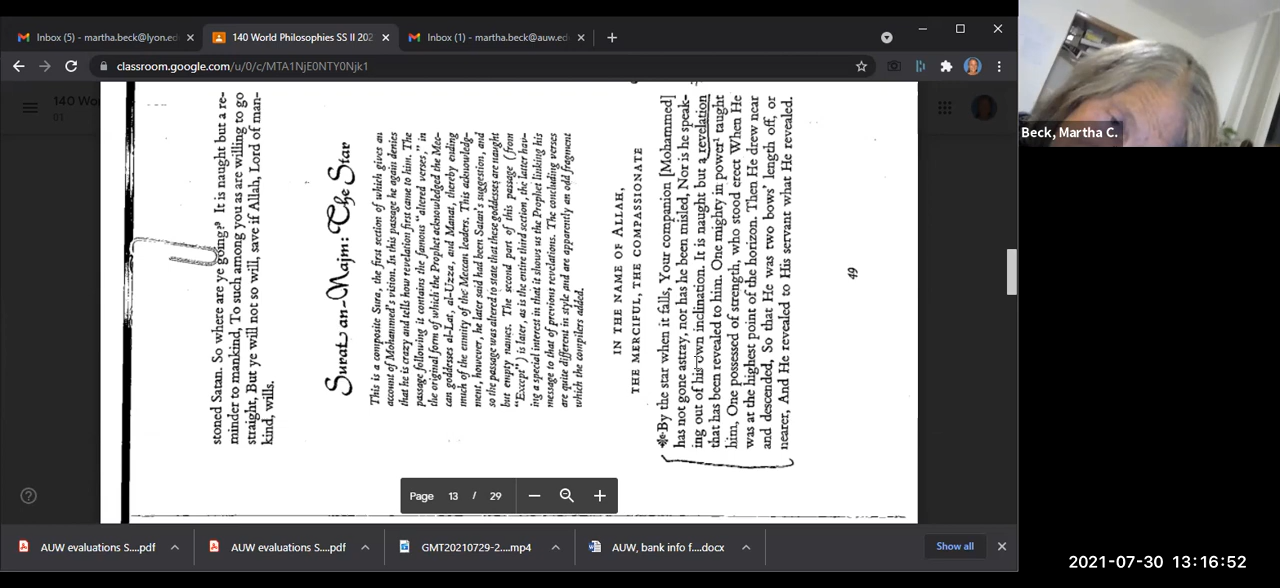 Inbox (5) - martha.beck@lyon.ed
140 World Philosophies SS II 202
Inbox (1) - martha.beck@auw.ed
classroom.google.com/u/0/c/MTA1NjE0NTY0Njk1
140 Wo
01
stoned Satan. So where are ye going? It is naught but a re-
minder to mankind, To such among you as are willing to go
straight, But ye will not so will, save if Allah, Lord of man-
kind, wills.
Surat an-Najm: The Star
This is a composite Sura, the first section of which gives an
account of Mohammed's vision. In this passage he again denies
that he is crazy and tells how revelation first came to him. The
passage following it contains the famous "altered verses," in
the original form of which the Prophet acknowledged the Mec-
can goddesses al-Lat, al-Uzza, and Manat, thereby ending
much of the enmity of the Meccan leaders. This acknowledg-
ment, however, he later said had been Satan's suggestion, and
so the passage was altered to state that these goddesses are naught
but empty names. The second part of this passage (from
"Except") is later, as is the entire third section, the latter hav-
ing a special interest in that it shows us the Prophet linking his
message to that of previous revelations. The concluding verses
are quite different in style and are apparently an odd fragment
which the compilers added.
IN THE NAME OF ALLAH,
THE MERCIFUL, THE COMPASSIONATE
By the star when it falls, Your companion [Mohammed]
has not gone astray, nor has he been misled, Nor is he speak-
ing out of his own inclination. It is naught but a revelation
that has been revealed to him. One mighty in power¹ taught
him, One possessed of strength, who stood erect When He
was at the highest point of the horizon. Then He drew near
and descended, So that He was two bows' length off, or
nearer, And He revealed to His servant what He revealed.
49
Page 13 / 29
AUW evaluations S....pdf
AUW evaluations S....pdf
GMT20210729-2....mp4
AUW, bank info f....docx
Show all
Beck, Martha C.
2021-07-30 13:16:52